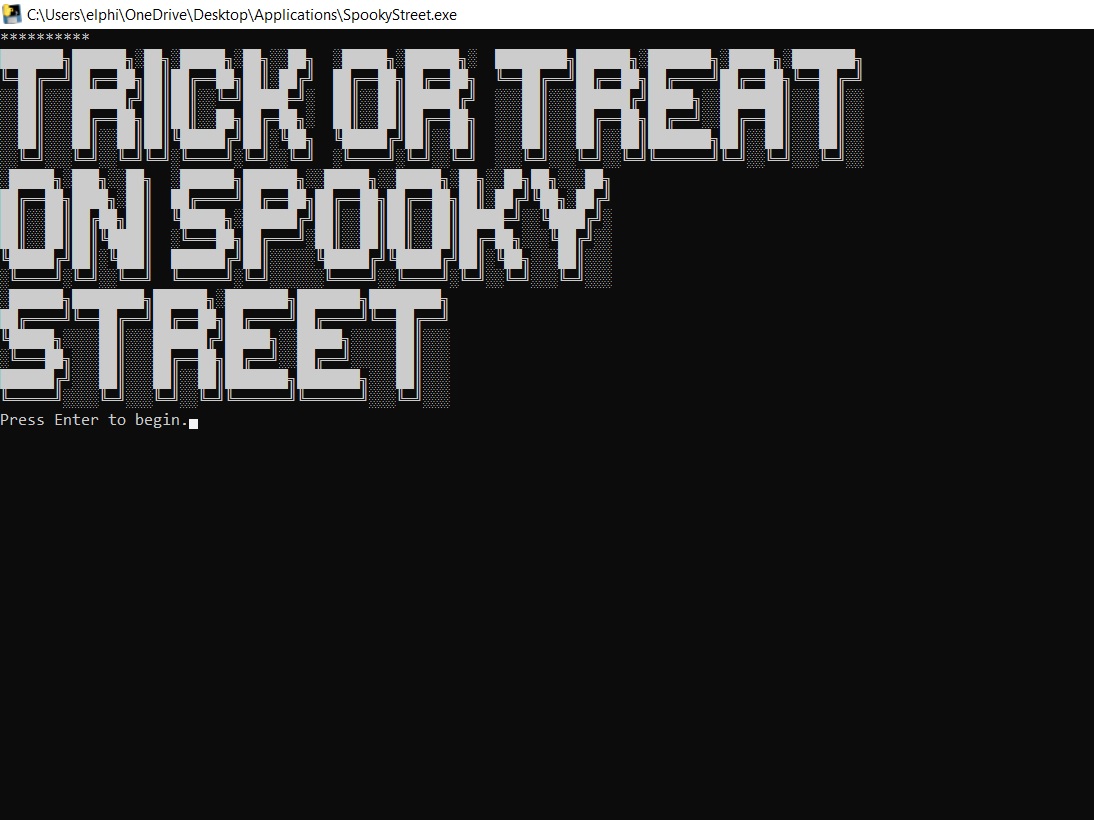 C:\Users\elphi\OneDrive\Desktop\Applications\SpookyStreet.exe
**********
TRICK OR TREAT
ON SPOOKY
STREET
Press Enter to begin.